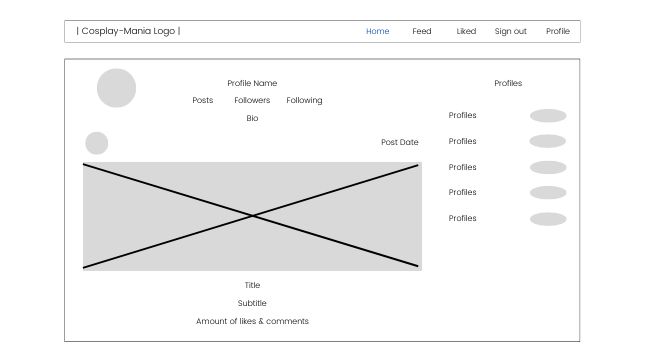 | Cosplay-Mania Logo | Home Feed Liked Sign out Profile
Profile Name
Posts Followers Following
Bio
Post Date
Title
Subtitle
Amount of likes & comments
Profiles
Profiles
Profiles
Profiles
Profiles
Profiles